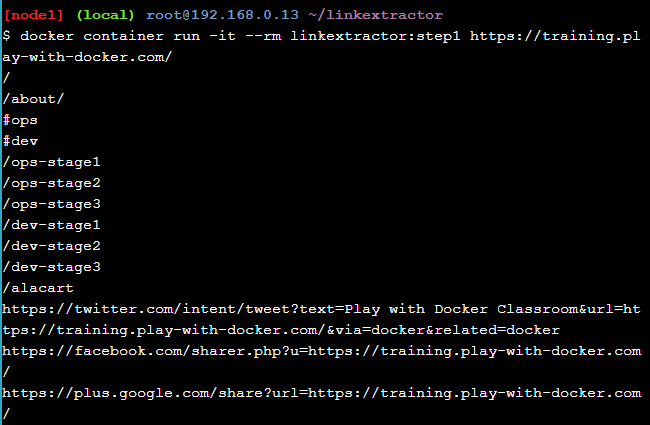 [node1] (local) root@192.168.0.13 ~/linkextractor
$ docker container run -it --rm linkextractor:step1 https://training.pl
ay-with-docker.com/
/
/about/
#ops
#dev
/ops-stage1
/ops-stage2
/ops-stage3
/dev-stage1
/dev-stage2
/dev-stage3
/alacart
https://twitter.com/intent/tweet?text=Play with Docker Classroom&url=ht
tps://training.play-with-docker.com/&via=docker&related=docker
https://facebook.com/sharer.php?u=https://training.play-with-docker.com
/
https://plus.google.com/share?url=https://training.play-with-docker.com
/